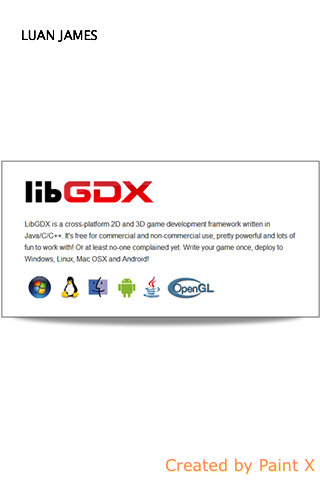 LUAN JAMES
libGDX
LibGDX is a cross-platform 2D and 3D game development framework written in
Java/C/C++. It's free for commercial and non-commercial use, pretty powerful and lots of
fun to work with! Or at least no-one complained yet. Write your game once, deploy to
Windows, Linux, Mac OSX and Android!
Java OpenGL
Created by Paint X